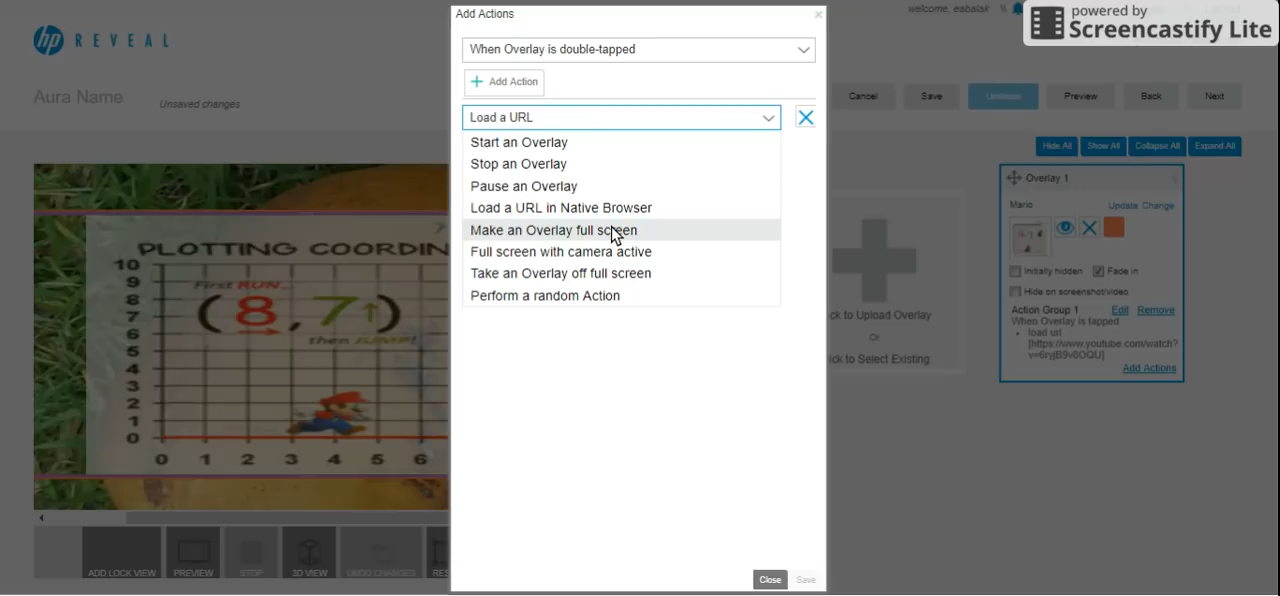 Add Actions
welcome, eabalak
powered by
Screencastify Lite
hp REVEAL
When Overlay is double-tapped
Add Action
Aura Name
Unsaved changes
Cancel
Save
Preview
Back
Next
Load a URL
Start an Overlay
Stop an Overlay
Pause an Overlay
Load a URL in Native Browser
Make an Overlay full screen
Full screen with camera active
Take an Overlay off full screen
Perform a random Action
Hide All
Show All
Collapse All
Expand All
Overlay 1
Mario
Update Change
Initially hidden
Fade in
Hide on screenshot/video
Action Group 1
Edit
Remove
When Overlay is tapped
load url
[https://www.youtube.com/watch?
Add Actions
ck to Upload Overlay
Or
ick to Select Existing
PLOTTING COORDIN
First RUN...
(8,7)
then JUMP!
10
9
8
7
6
5
4
3
2
1
0
0 1 2 3 4 5 6
ADD LOCK VIEW
PREVIEW
STOP
3D VIEW
UNDO CHANGES
RES
Close
Save